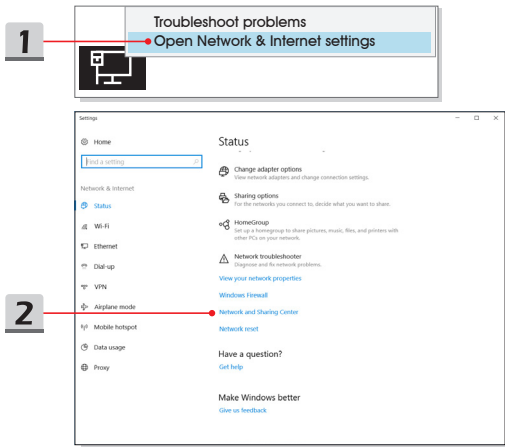 Troubleshoot problems
1
Open Network & Internet settings
Settings
Home
Status
Find a setting
Change adapter options
View network adapters and change connection settings.
Network & Internet
Sharing options
For the networks you connect to, decide what you want to share.
Status
HomeGroup
Set up a homegroup to share pictures, music, files, and printers with
other PCs on your network.
Wi-Fi
Ethernet
Network troubleshooter
Diagnose and fix network problems.
Dial-up
View your network properties
VPN
Windows Firewall
Airplane mode
2
Network and Sharing Center
Mobile hotspot
Network reset
Data usage
Have a question?
Proxy
Get help
Make Windows better
Give us feedback